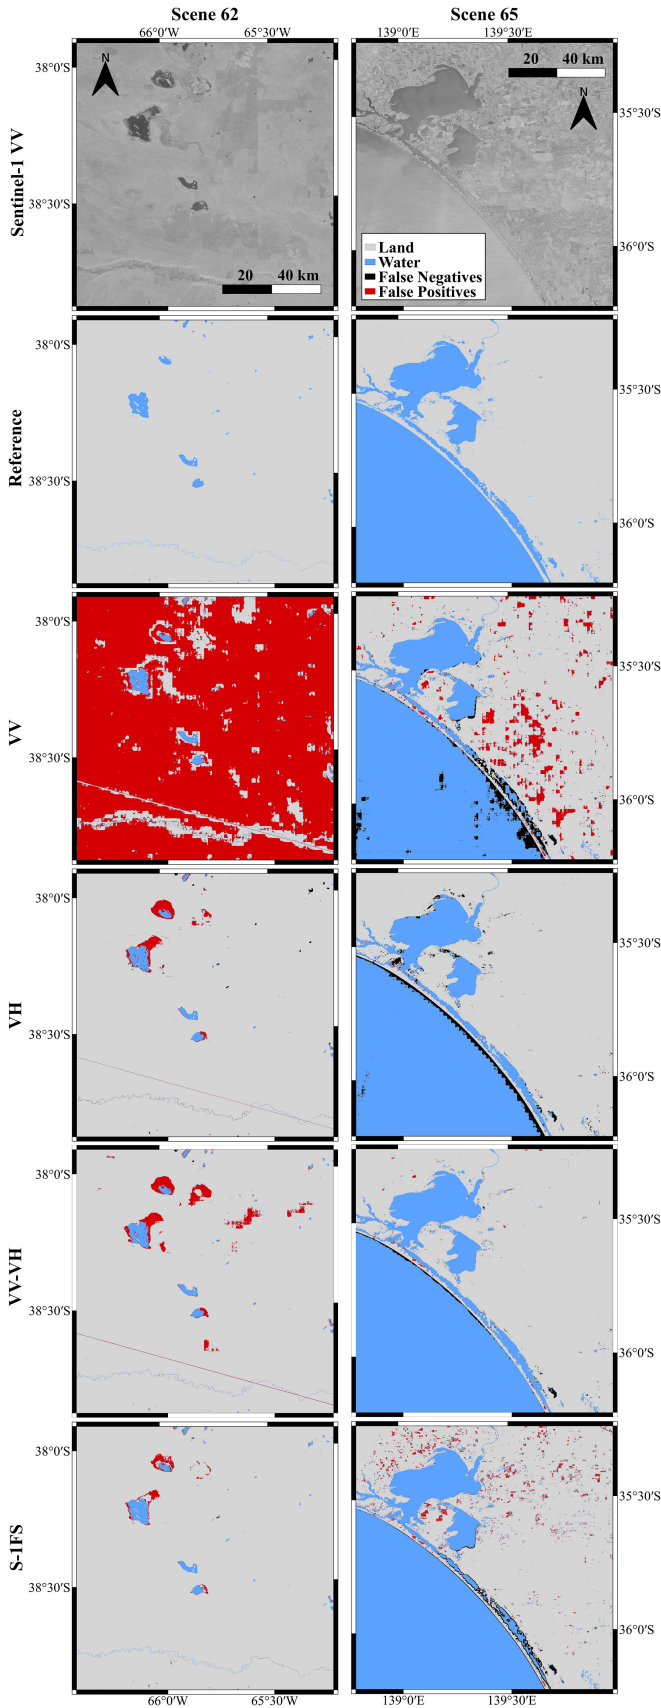 Scene 62
Scene 65
66°0′W 65°30′W
139°0′E 139°30′E
Sentinel-1 VV
38°0′S
38°30′S
N
20 40 km
20 40 km
N
35°30′S
36°0′S
Land
Water
False Negatives
False Positives
Reference
38°0′S
38°30′S
35°30′S
36°0′S
VV
38°0′S
38°30′S
35°30′S
36°0′S
VH
38°0′S
38°30′S
35°30′S
36°0′S
VV-VH
38°0′S
38°30′S
35°30′S
36°0′S
S-1FS
38°0′S
38°30′S
35°30′S
36°0′S
66°0′W 65°30′W
139°0′E 139°30′E